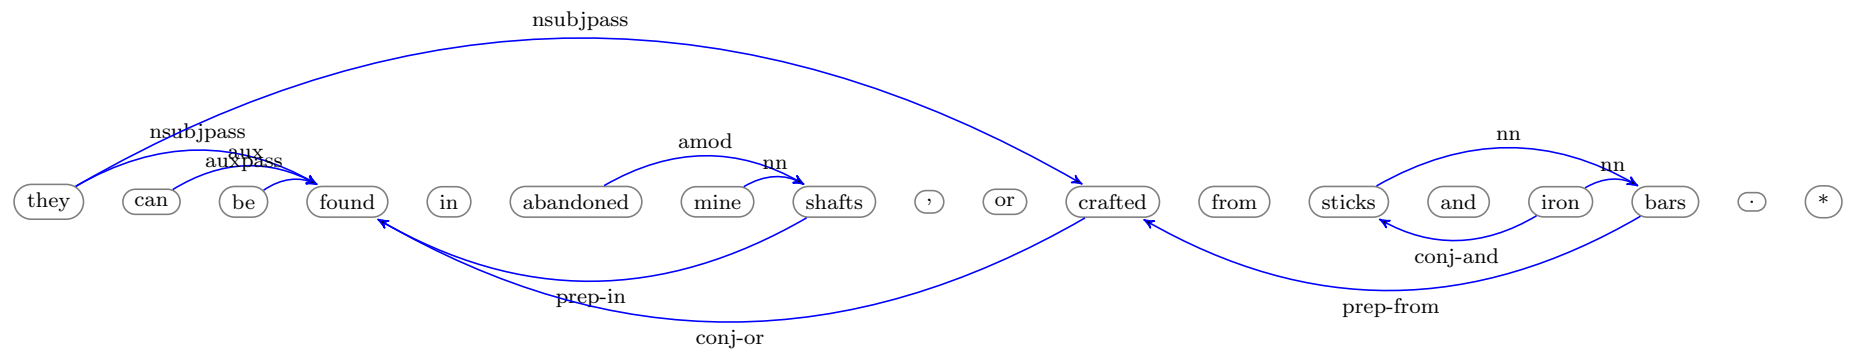 nsubjpass
nsubjpass
aux
auxpass
amod
nn
nn
nn
they can be found in abandoned mine shafts , or crafted from sticks and iron bars . *
conj-and
prep-in
prep-from
conj-or